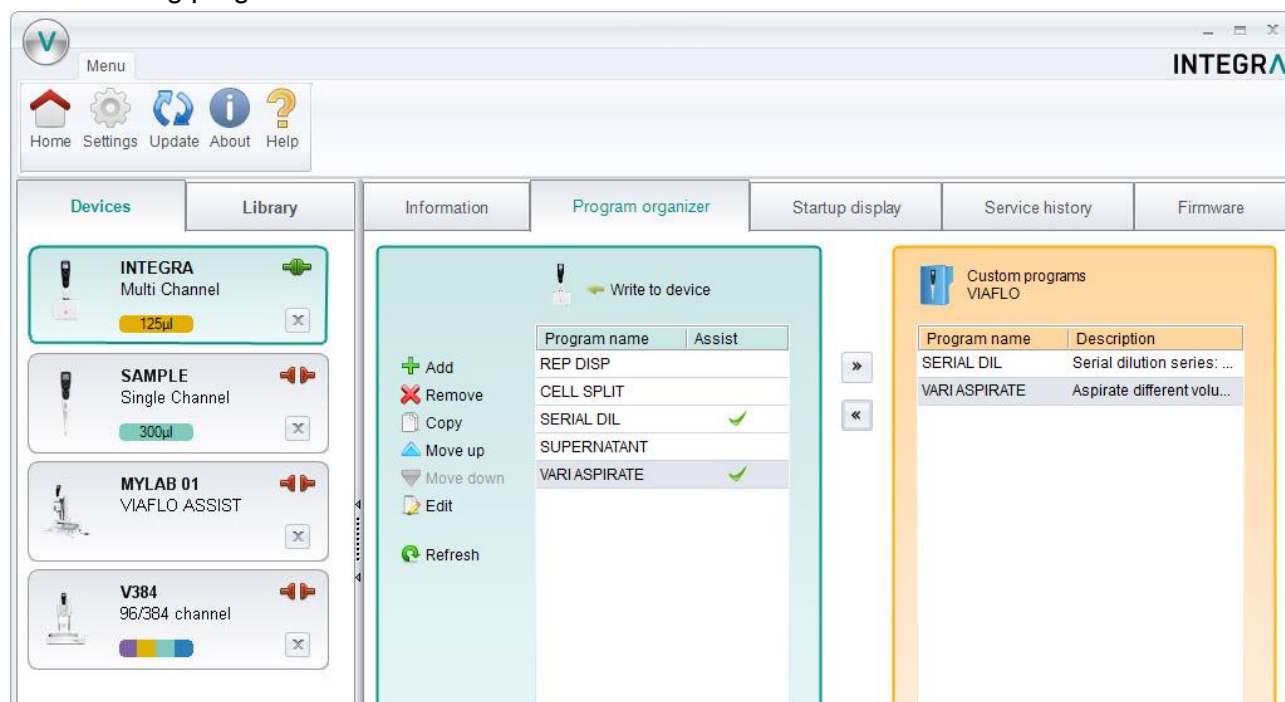 V
Menu
INTEGRA
Home Settings Update About Help
Devices Library Information Program organizer Startup display Service history Firmware
INTEGRA
Multi Channel
125µl
SAMPLE
Single Channel
300µl
MYLAB 01
VIAFLO ASSIST
V384
96/384 channel
Write to device
Add
Remove
Copy
Move up
Move down
Edit
Refresh
Program name Assist
REP DISP
CELL SPLIT
SERIAL DIL
SUPERNATANT
VARI ASPIRATE
»
«
Custom programs
VIAFLO
Program name Description
SERIAL DIL Serial dilution series: ...
VARI ASPIRATE Aspirate different volu...